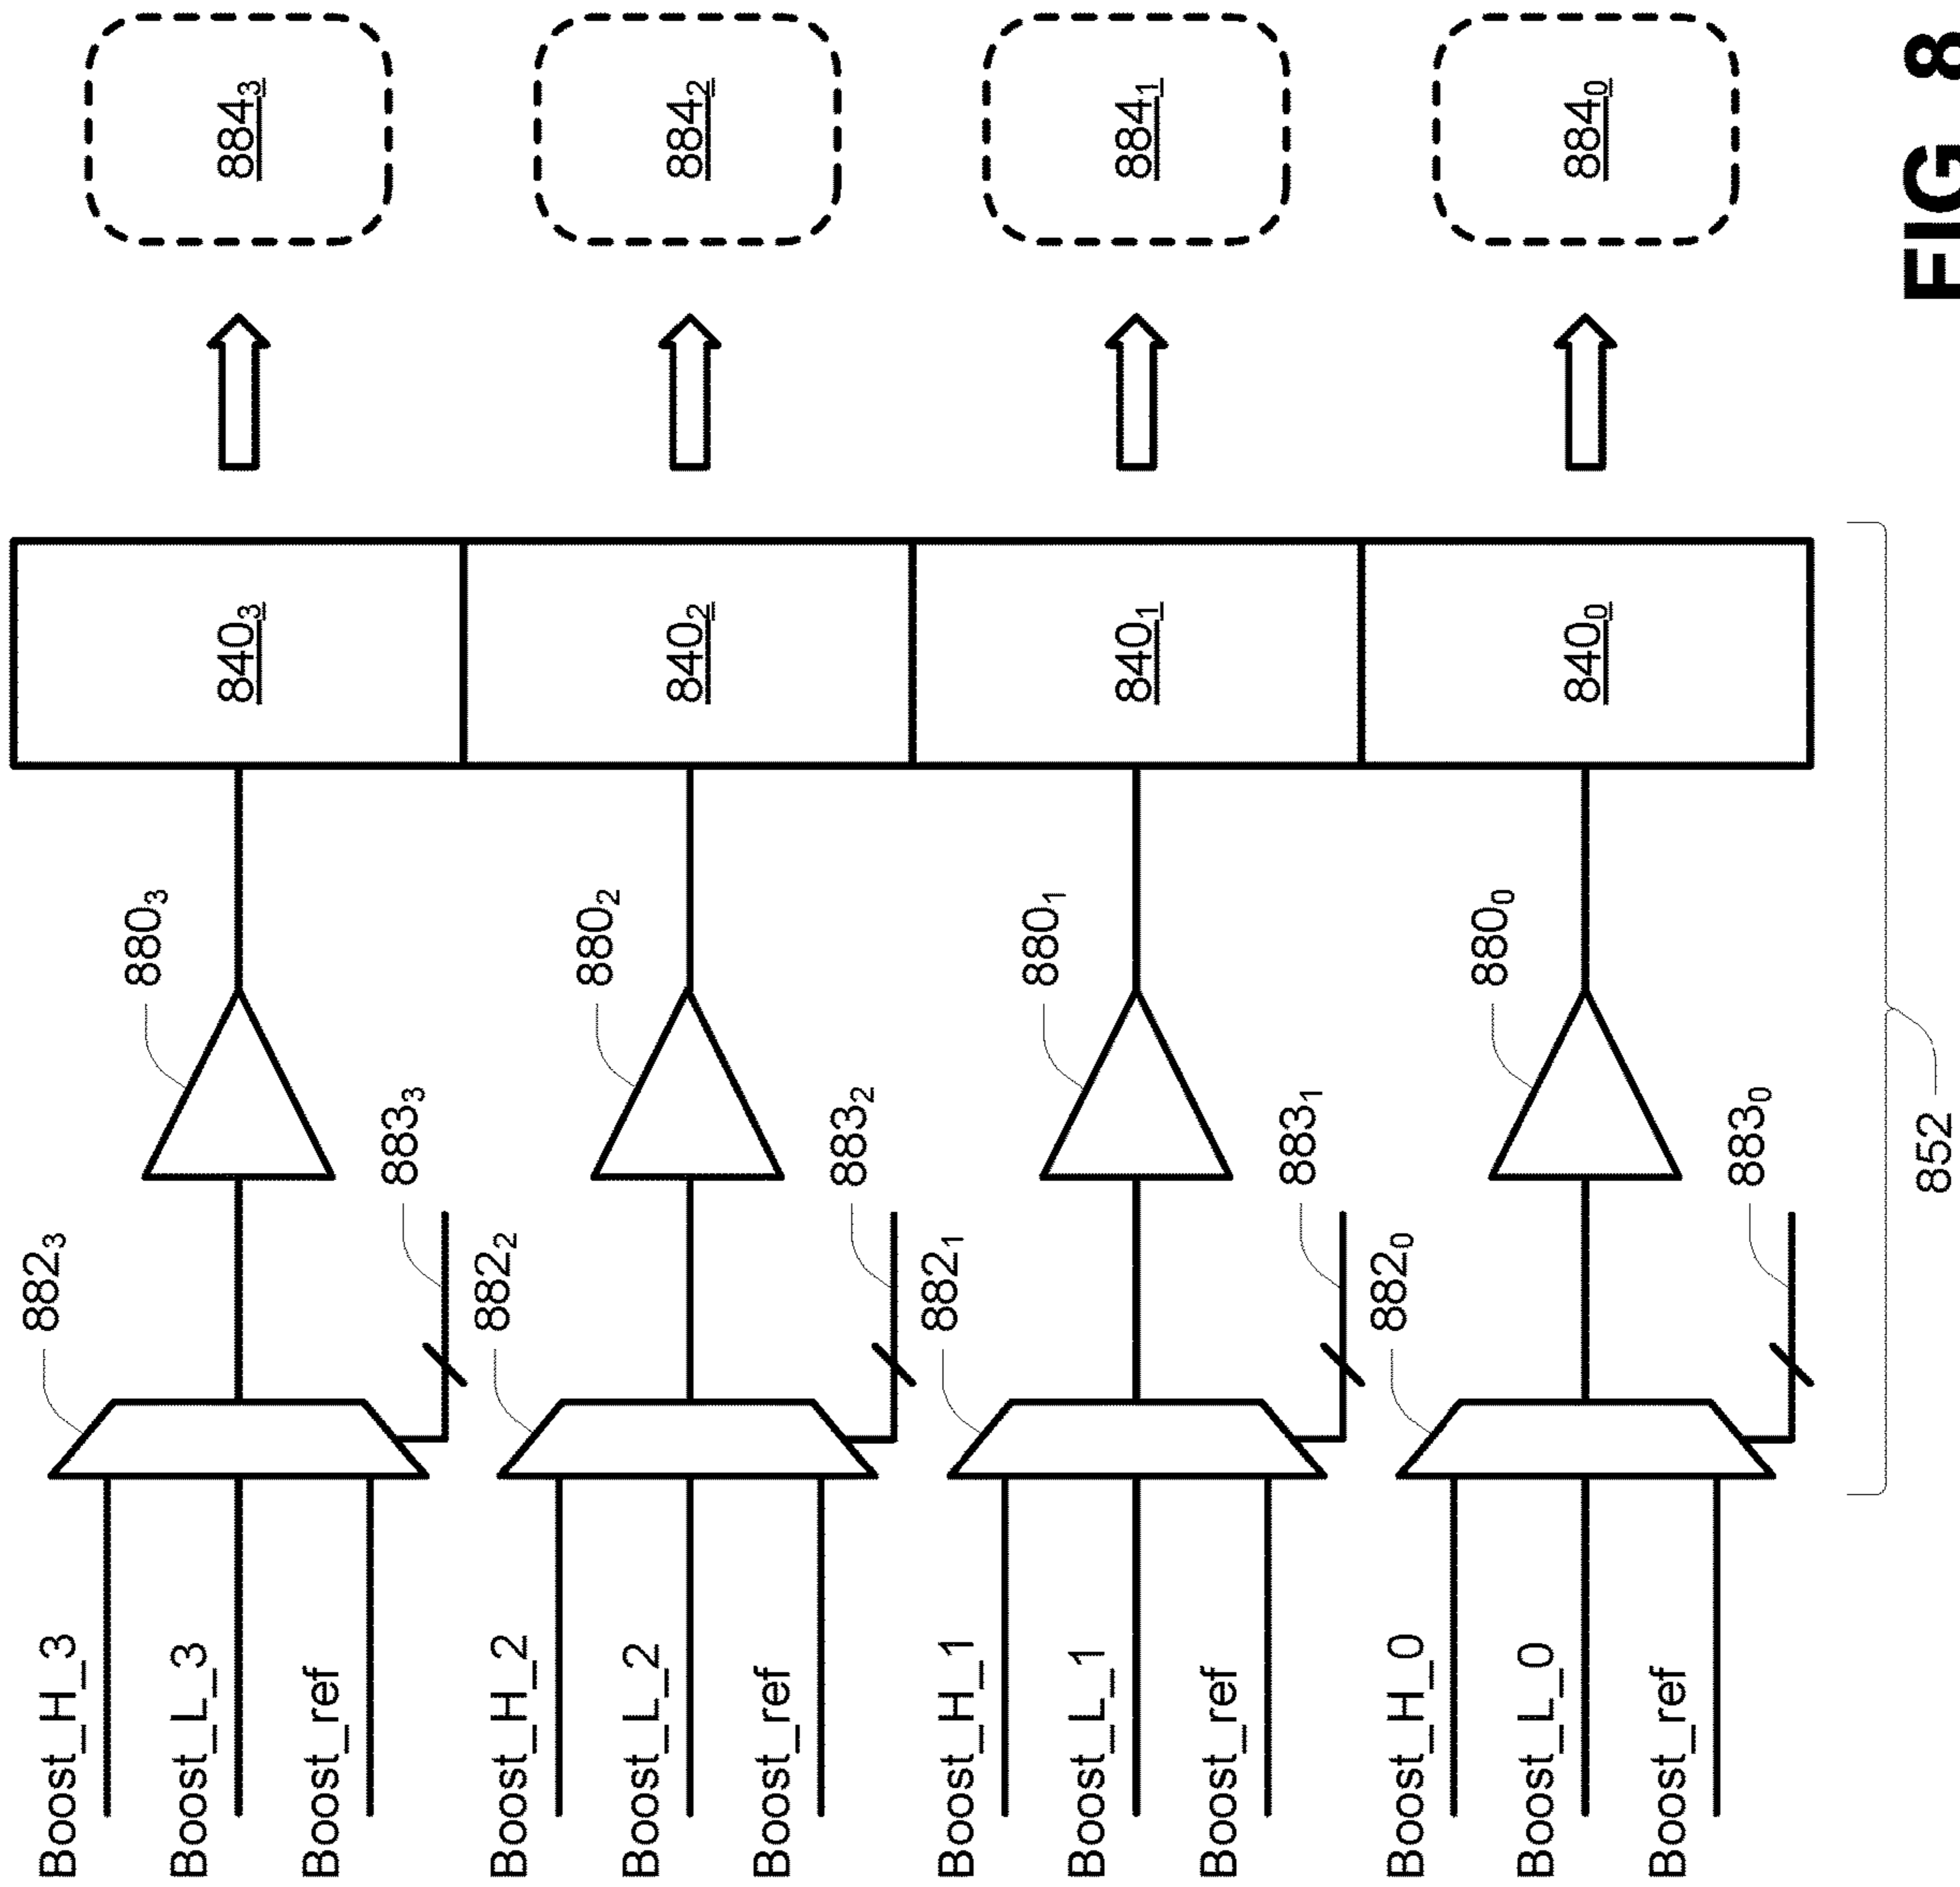 Boost_H_3
Boost_L_3
Boost_ref
882₃
883₃
880₃
840₃
884₃
Boost_H_2
Boost_L_2
Boost_ref
882₂
883₂
880₂
840₂
884₂
Boost_H_1
Boost_L_1
Boost_ref
882₁
883₁
880₁
840₁
884₁
Boost_H_0
Boost_L_0
Boost_ref
882₀
883₀
880₀
840₀
884₀
852
FIG 8